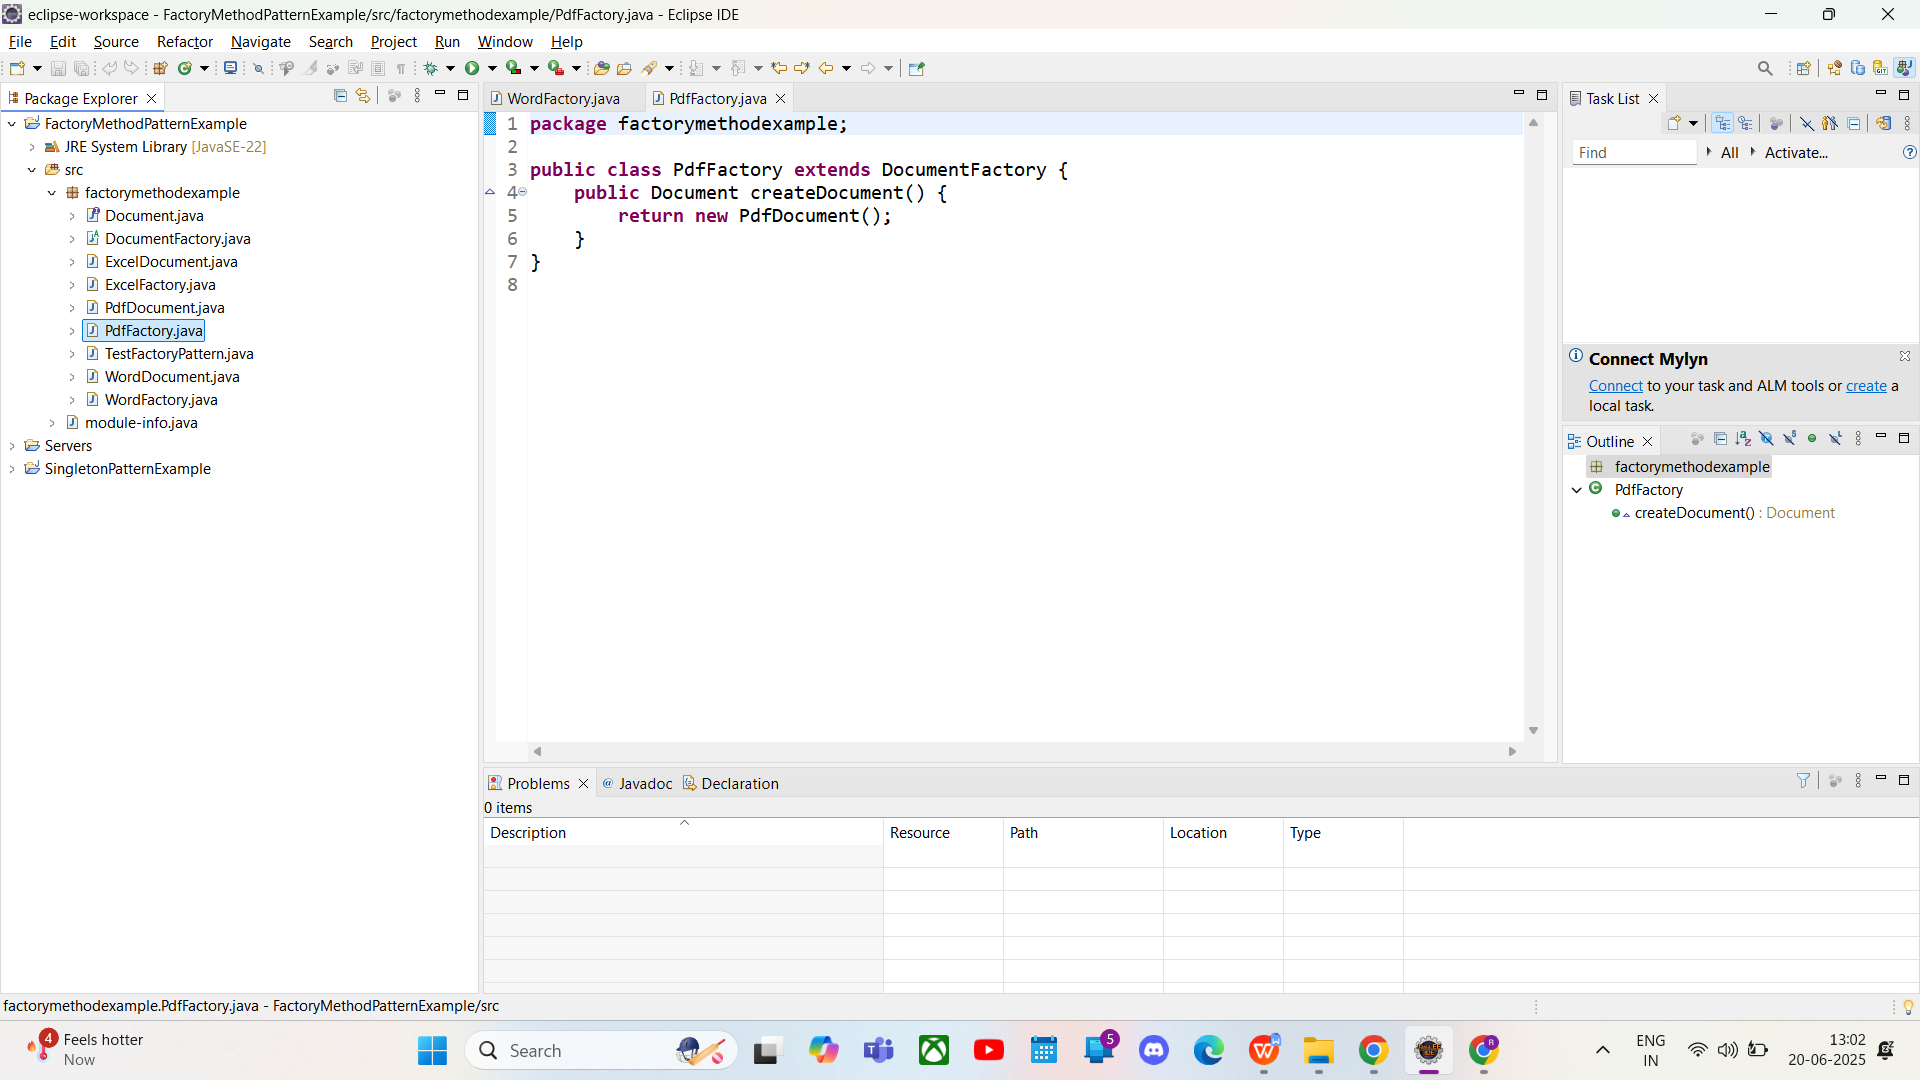 eclipse-workspace - FactoryMethodPatternExample/src/factorymethodexample/PdfFactory.java - Eclipse IDE
File Edit Source Refactor Navigate Search Project Run Window Help
Package Explorer
FactoryMethodPatternExample
JRE System Library [JavaSE-22]
src
factorymethodexample
Document.java
DocumentFactory.java
ExcelDocument.java
ExcelFactory.java
PdfDocument.java
PdfFactory.java
TestFactoryPattern.java
WordDocument.java
WordFactory.java
module-info.java
Servers
SingletonPatternExample
WordFactory.java PdfFactory.java
1 package factorymethodexample;
2
3 public class PdfFactory extends DocumentFactory {
4     public Document createDocument() {
5         return new PdfDocument();
6     }
7 }
8
Task List
Find All Activate...
Connect Mylyn
Connect to your task and ALM tools or create a
local task.
Outline
factorymethodexample
PdfFactory
createDocument() : Document
Problems Javadoc Declaration
0 items
Description Resource Path Location Type
factorymethodexample.PdfFactory.java - FactoryMethodPatternExample/src
4 Feels hotter
Now
Search
5
ENG
IN
13:02
20-06-2025